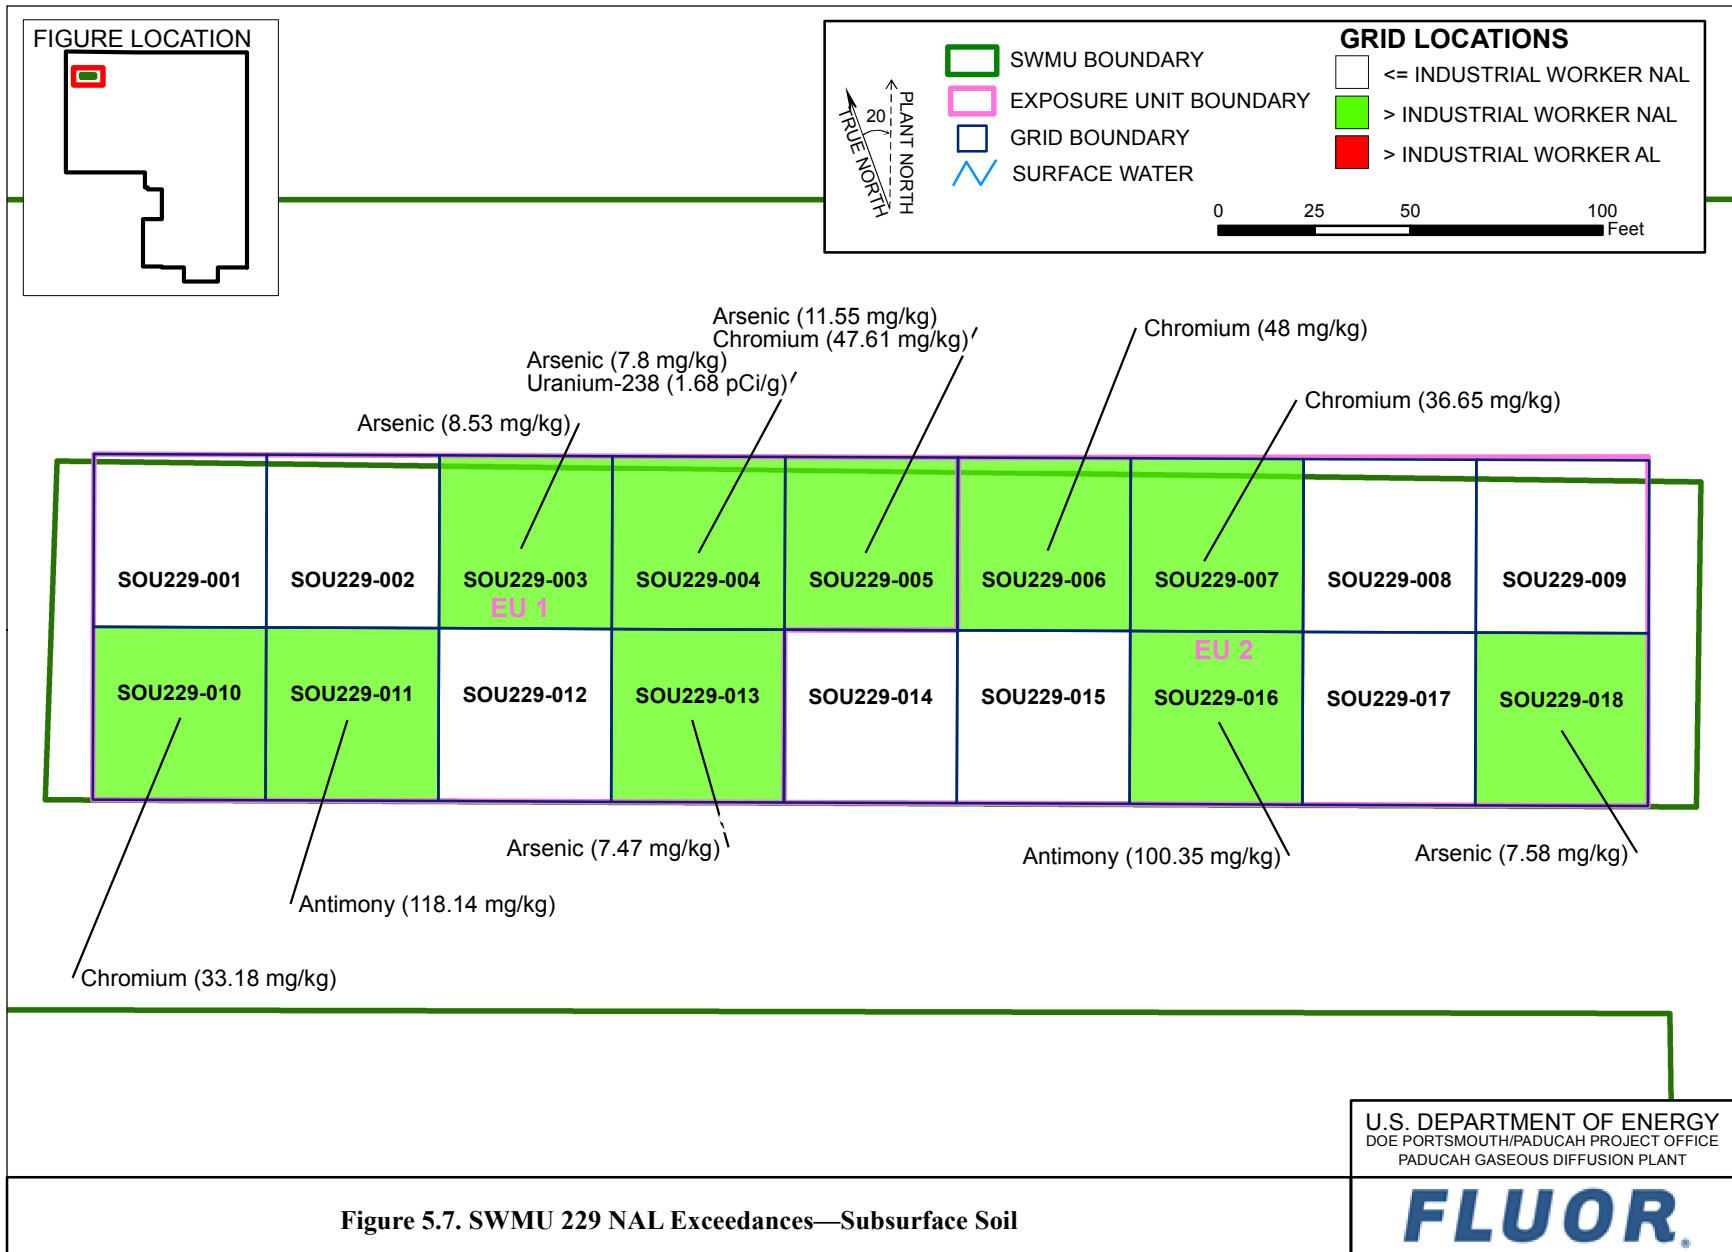 FIGURE LOCATION
TRUE NORTH
20
PLANT NORTH
SWMU BOUNDARY
EXPOSURE UNIT BOUNDARY
GRID BOUNDARY
SURFACE WATER
GRID LOCATIONS
<= INDUSTRIAL WORKER NAL
> INDUSTRIAL WORKER NAL
> INDUSTRIAL WORKER AL
0 25 50 100
Feet
Arsenic (11.55 mg/kg)
Chromium (47.61 mg/kg)
Chromium (48 mg/kg)
Arsenic (7.8 mg/kg)
Uranium-238 (1.68 pCi/g)
Chromium (36.65 mg/kg)
Arsenic (8.53 mg/kg)
SOU229-001 SOU229-002 SOU229-003 SOU229-004 SOU229-005 SOU229-006 SOU229-007 SOU229-008 SOU229-009
EU 1
EU 2
SOU229-010 SOU229-011 SOU229-012 SOU229-013 SOU229-014 SOU229-015 SOU229-016 SOU229-017 SOU229-018
Arsenic (7.47 mg/kg)
Antimony (100.35 mg/kg)
Arsenic (7.58 mg/kg)
Antimony (118.14 mg/kg)
Chromium (33.18 mg/kg)
U.S. DEPARTMENT OF ENERGY
DOE PORTSMOUTH/PADUCAH PROJECT OFFICE
PADUCAH GASEOUS DIFFUSION PLANT
Figure 5.7. SWMU 229 NAL Exceedances—Subsurface Soil
FLUOR®